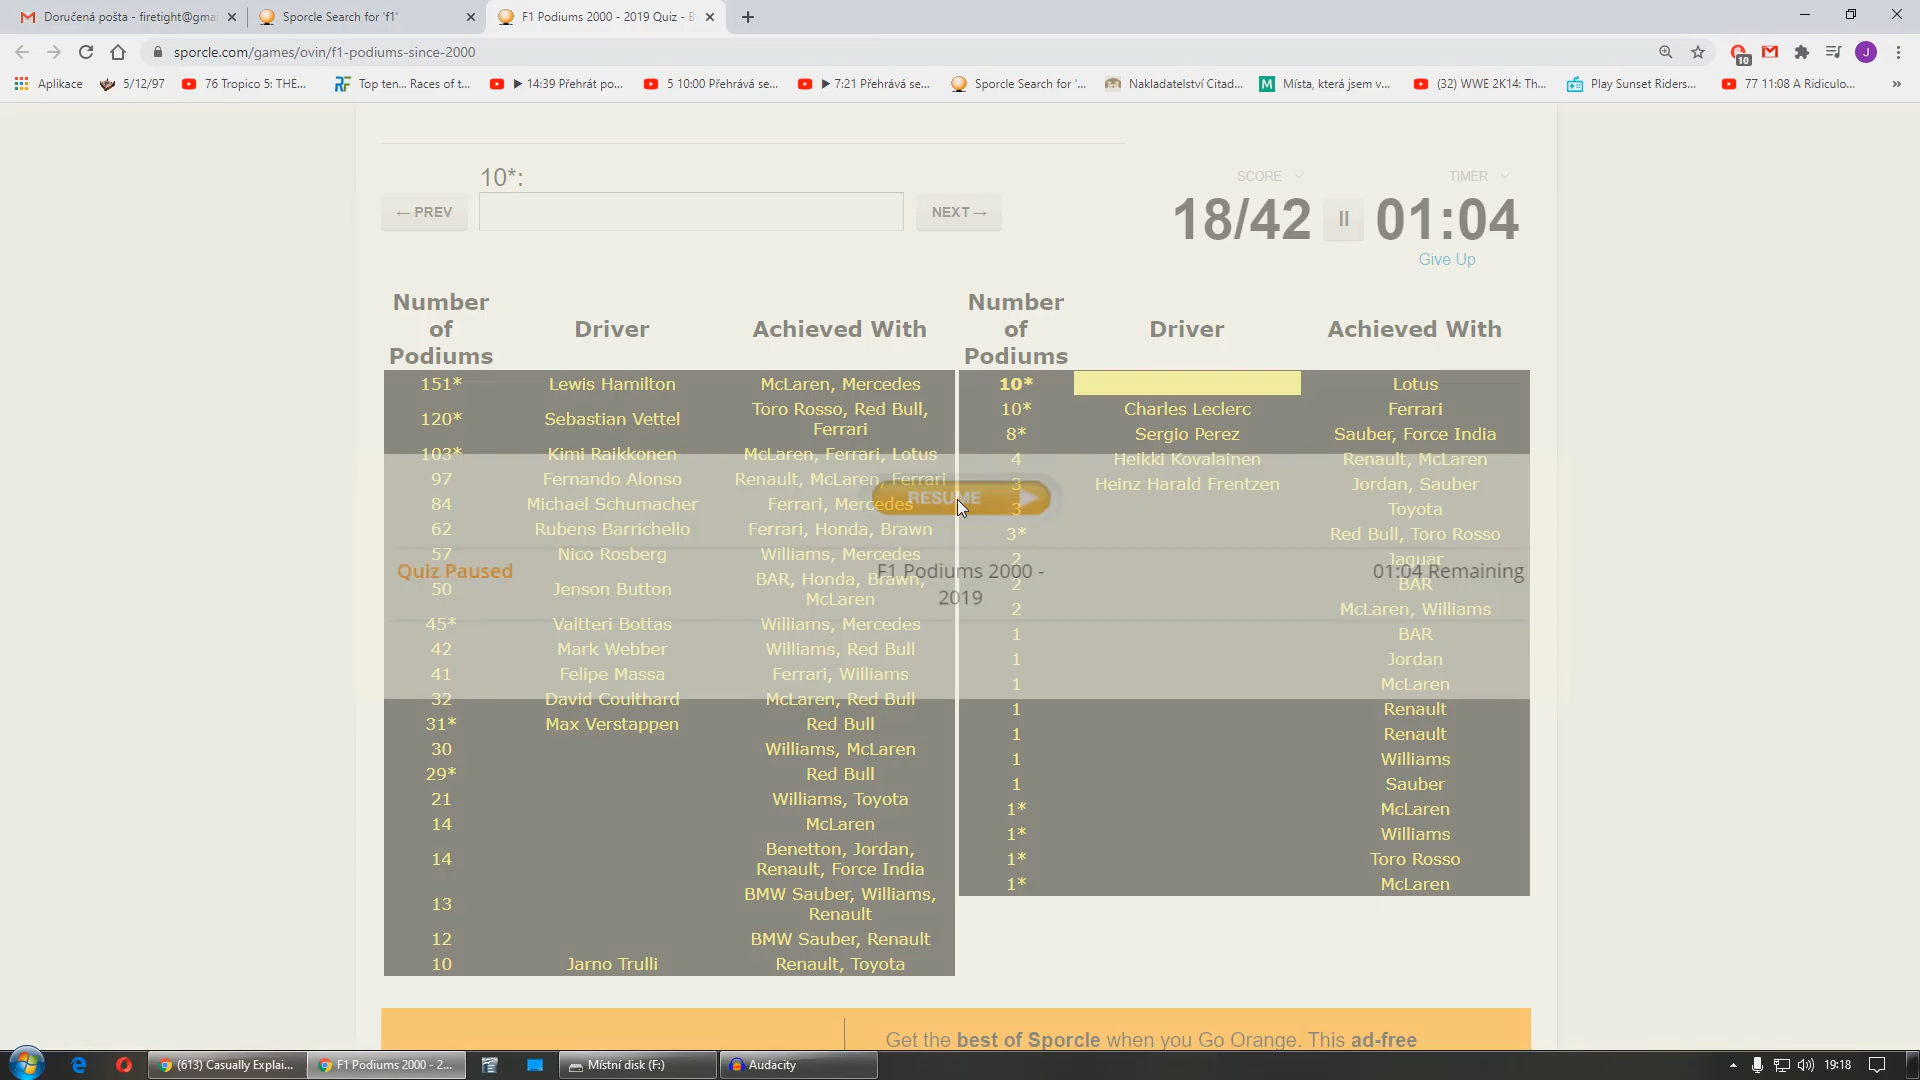 Doručená pošta - firetight@gma
Sporcle Search for 'f1'
F1 Podiums 2000 - 2019 Quiz - B
sporcle.com/games/ovin/f1-podiums-since-2000
10
J
Aplikace
5/12/97
76 Tropico 5: THE...
Top ten... Races of t...
▶ 14:39 Přehrát po...
5 10:00 Přehrává se...
▶ 7:21 Přehrává se...
Sporcle Search for '...
Nakladatelství Citad...
Místa, která jsem v...
(32) WWE 2K14: Th...
Play Sunset Riders...
77 11:08 A Ridiculo...
»
10*:
← PREV
NEXT →
SCORE
18/42
TIMER
01:04
Give Up
Number of Podiums Driver Achieved With
151* Lewis Hamilton McLaren, Mercedes
120* Sebastian Vettel Toro Rosso, Red Bull, Ferrari
103* Kimi Raikkonen McLaren, Ferrari, Lotus
97 Fernando Alonso Renault, McLaren, Ferrari
84 Michael Schumacher Ferrari, Mercedes
62 Rubens Barrichello Ferrari, Honda, Brawn
57 Nico Rosberg Williams, Mercedes
50 Jenson Button BAR, Honda, Brawn, McLaren
45* Valtteri Bottas Williams, Mercedes
42 Mark Webber Williams, Red Bull
41 Felipe Massa Ferrari, Williams
32 David Coulthard McLaren, Red Bull
31* Max Verstappen Red Bull
30 Williams, McLaren
29* Red Bull
21 Williams, Toyota
14 McLaren
14 Benetton, Jordan, Renault, Force India
13 BMW Sauber, Williams, Renault
12 BMW Sauber, Renault
10 Jarno Trulli Renault, Toyota
Number of Podiums Driver Achieved With
10* Lotus
10* Charles Leclerc Ferrari
8* Sergio Perez Sauber, Force India
4 Heikki Kovalainen Renault, McLaren
3 Heinz Harald Frentzen Jordan, Sauber
3 Toyota
3* Red Bull, Toro Rosso
2 Jaguar
2 BAR
2 McLaren, Williams
1 BAR
1 Jordan
1 McLaren
1 Renault
1 Renault
1 Williams
1 Sauber
1* McLaren
1* Williams
1* Toro Rosso
1* McLaren
RESUME
Quiz Paused
F1 Podiums 2000 - 2019
01:04 Remaining
Get the best of Sporcle when you Go Orange. This ad-free
(613) Casually Explai...
F1 Podiums 2000 - 2...
Místní disk (F:)
Audacity
19:18